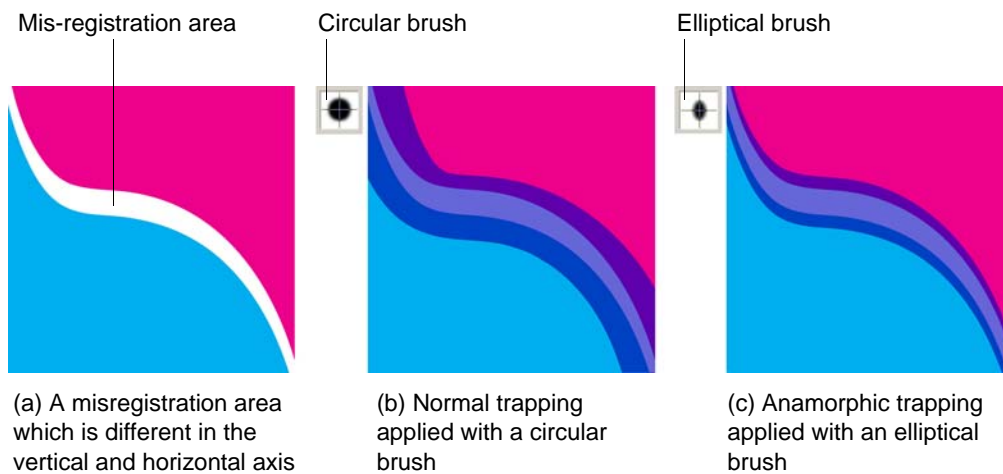 Mis-registration area
Circular brush
Elliptical brush
(a) A misregistration area
which is different in the
vertical and horizontal axis
(b) Normal trapping
applied with a circular
brush
(c) Anamorphic trapping
applied with an elliptical
brush